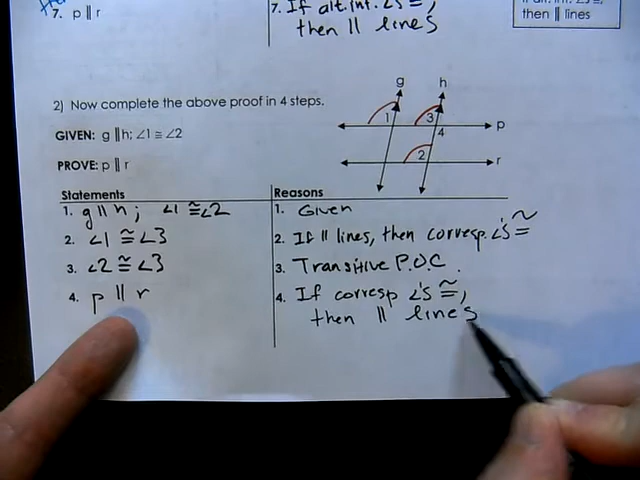 7. p ∥ r
7. If alt. int. ∠'s ≅,
then ∥ lines
then ∥ lines
2) Now complete the above proof in 4 steps.
GIVEN: g ∥ h; ∠1 ≅ ∠2
PROVE: p ∥ r
g h
1 3 p
4
2 r
Statements Reasons
1. g ∥ h; ∠1 ≅ ∠2 1. Given
2. ∠1 ≅ ∠3 2. If ∥ lines, then corresp. ∠'s ≅
3. ∠2 ≅ ∠3 3. Transitive P.O.C.
4. p ∥ r 4. If corresp ∠'s ≅,
then ∥ lines